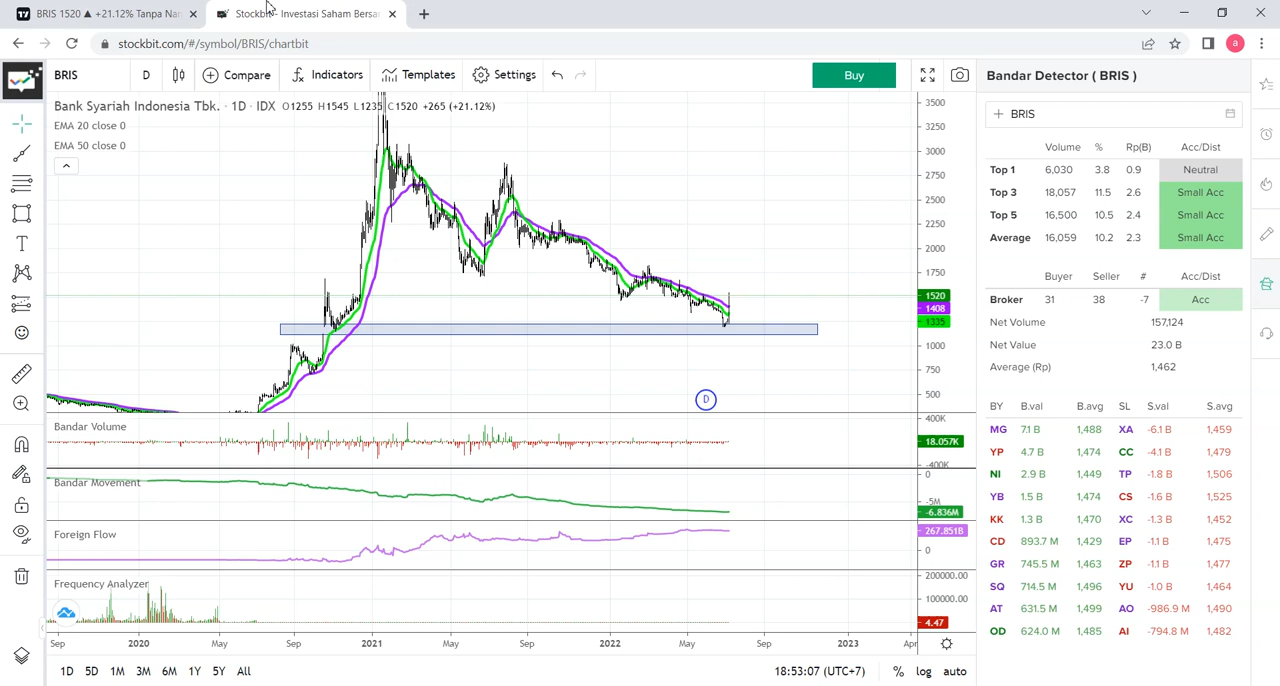 BRIS 1520 ▲ +21.12% Tanpa Nam
Stockbit - Investasi Saham Bersam
stockbit.com/#/symbol/BRIS/chartbit
a
BRIS
D
Compare
Indicators
Templates
Settings
Buy
Bank Syariah Indonesia Tbk. · 1D · IDX O1255 H1545 L1235 C1520 +265 (+21.12%)
EMA 20 close 0
EMA 50 close 0
3500
3250
3000
2750
2500
2250
2000
1750
1520
1408
1335
1000
750
500
D
Bandar Volume
400K
18.057K
-400K
Bandar Movement
0
-5M
-6.836M
Foreign Flow
267.851B
0
Frequency Analyzer
200000.00
100000.00
4.47
Sep 2020 May Sep 2021 May Sep 2022 May Sep 2023 Apr
1D 5D 1M 3M 6M 1Y 5Y All
18:53:07 (UTC+7)
% log auto
Bandar Detector ( BRIS )
BRIS
Volume % Rp(B) Acc/Dist
Top 1 6,030 3.8 0.9 Neutral
Top 3 18,057 11.5 2.6 Small Acc
Top 5 16,500 10.5 2.4 Small Acc
Average 16,059 10.2 2.3 Small Acc
Buyer Seller # Acc/Dist
Broker 31 38 -7 Acc
Net Volume 157,124
Net Value 23.0 B
Average (Rp) 1,462
BY B.val B.avg SL S.val S.avg
MG 7.1 B 1,488 XA -6.1 B 1,459
YP 4.7 B 1,474 CC -4.1 B 1,479
NI 2.9 B 1,449 TP -1.8 B 1,506
YB 1.5 B 1,474 CS -1.6 B 1,525
KK 1.3 B 1,470 XC -1.3 B 1,452
CD 893.7 M 1,429 EP -1.1 B 1,475
GR 745.5 M 1,463 ZP -1.1 B 1,477
SQ 714.5 M 1,496 YU -1.0 B 1,464
AT 631.5 M 1,499 AO -986.9 M 1,490
OD 624.0 M 1,485 AI -794.8 M 1,482